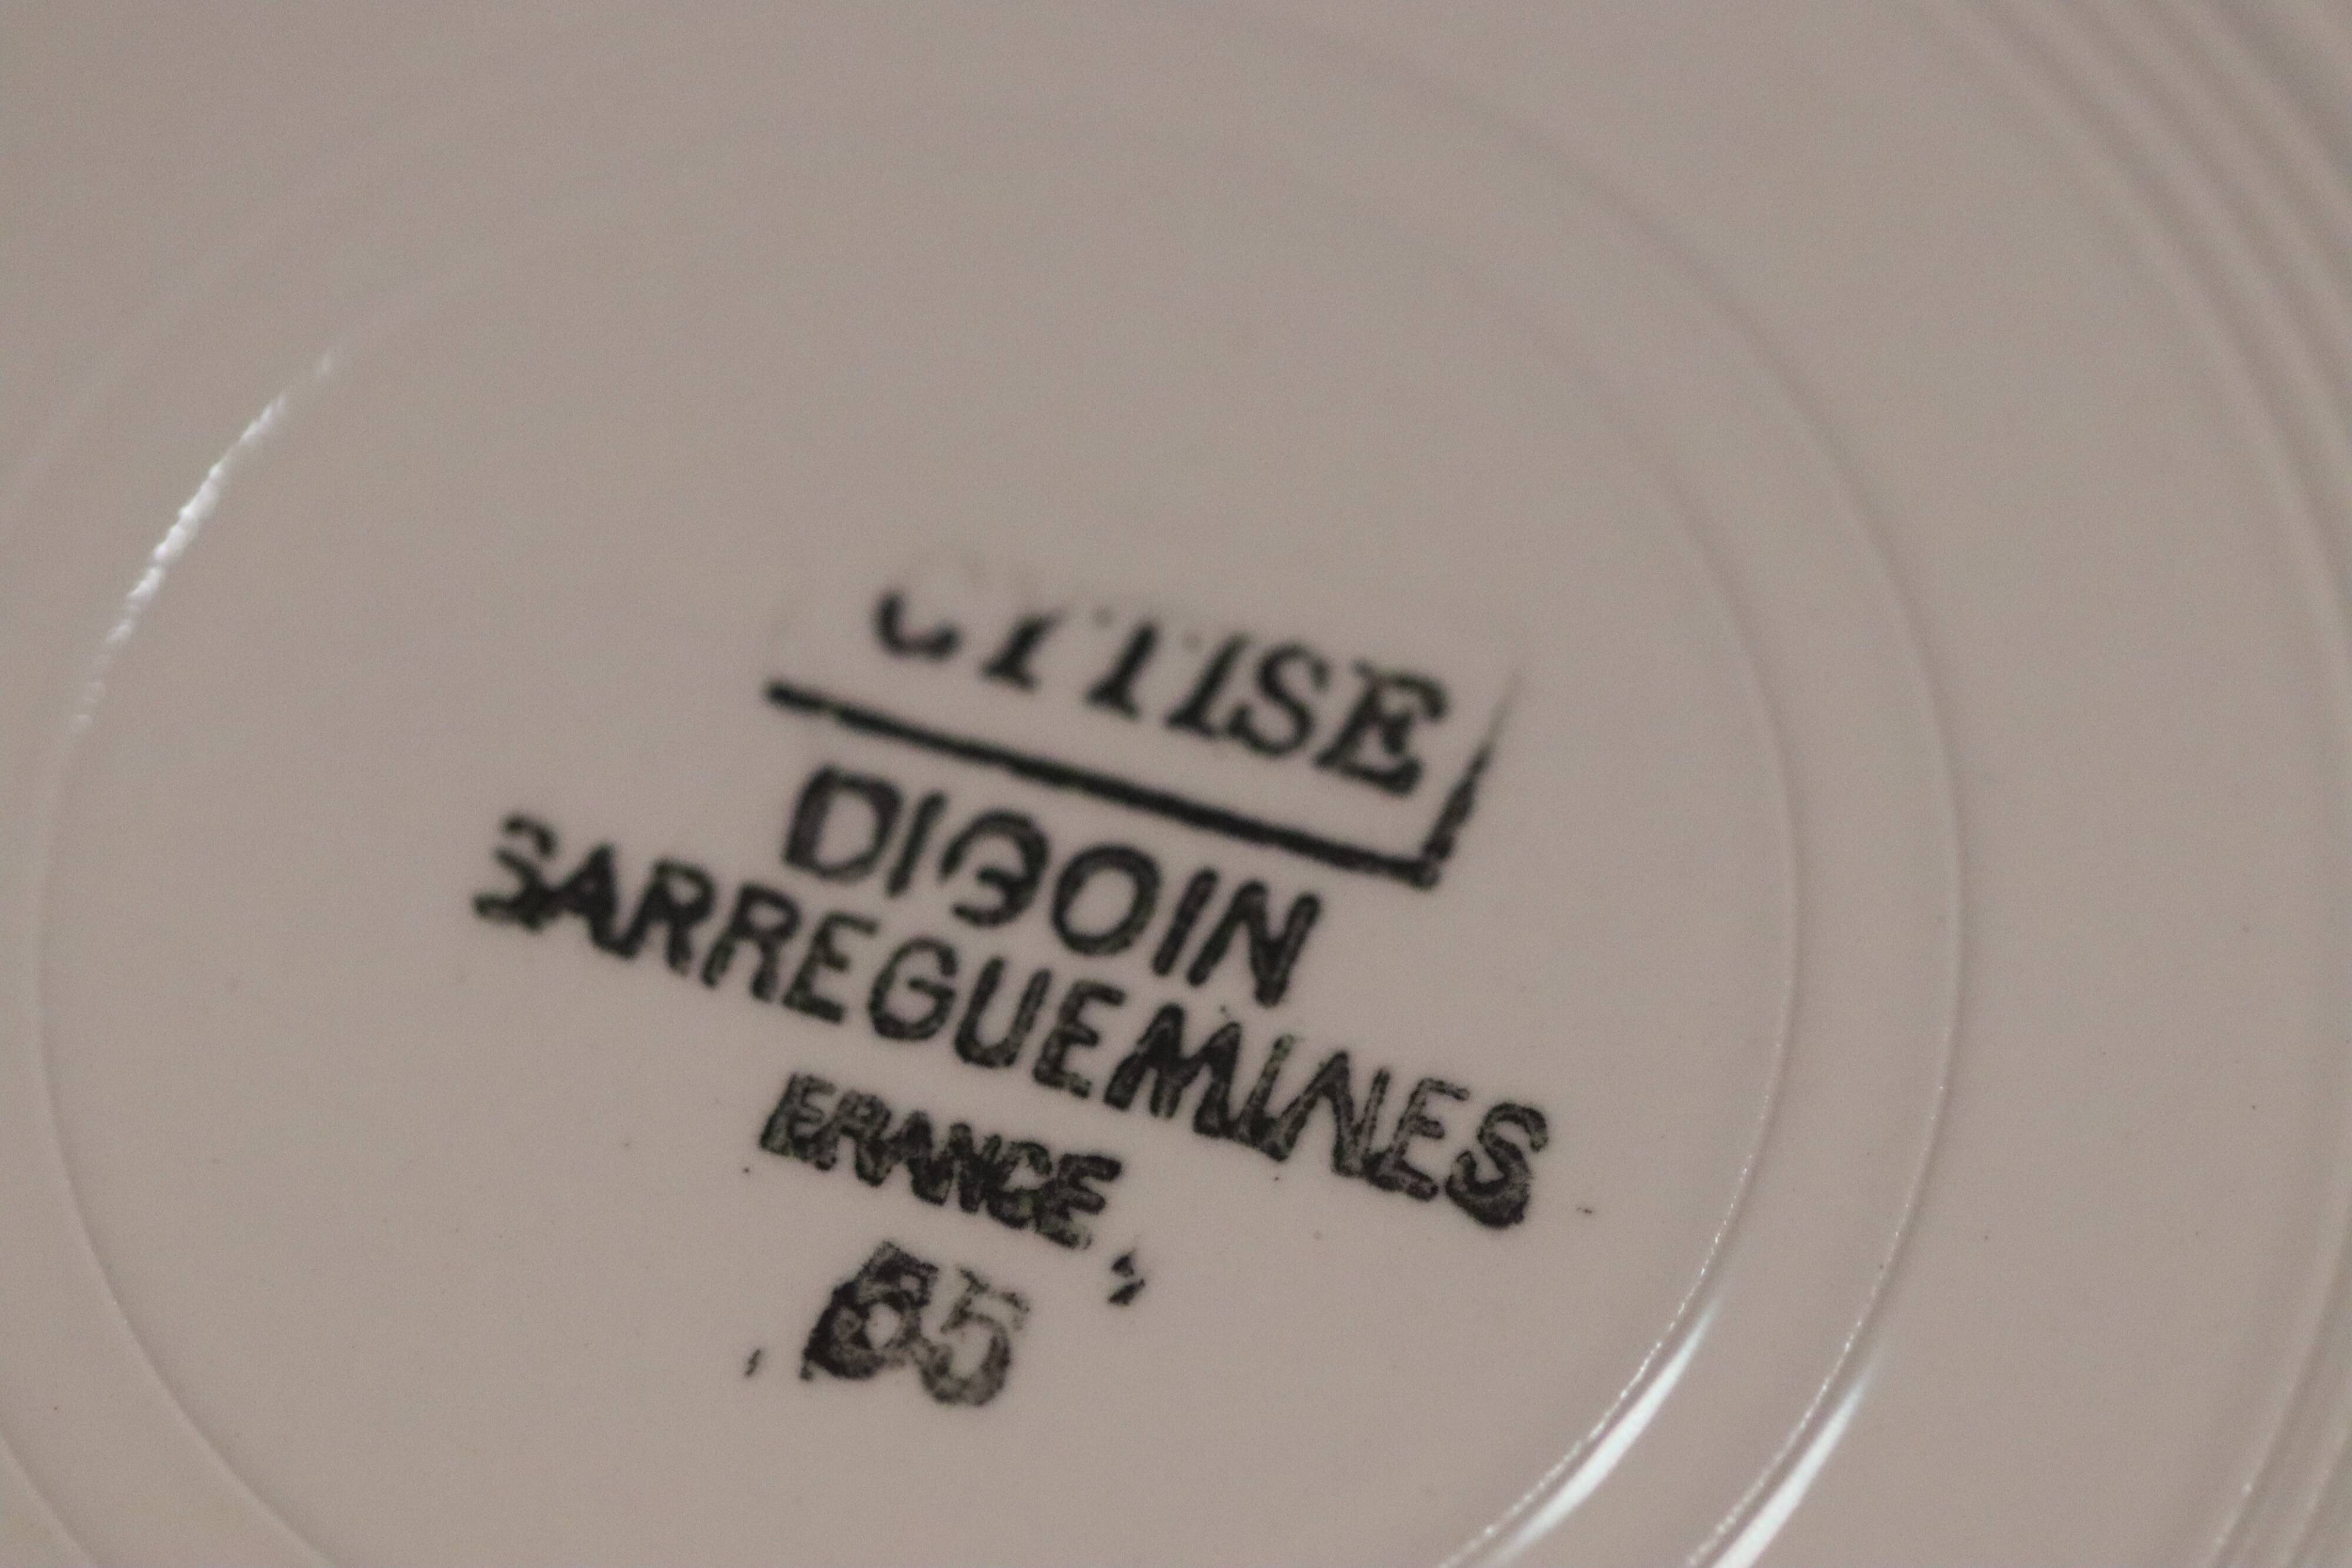 CYTISE
DIGOIN
SARREGUEMINES
FRANCE
65